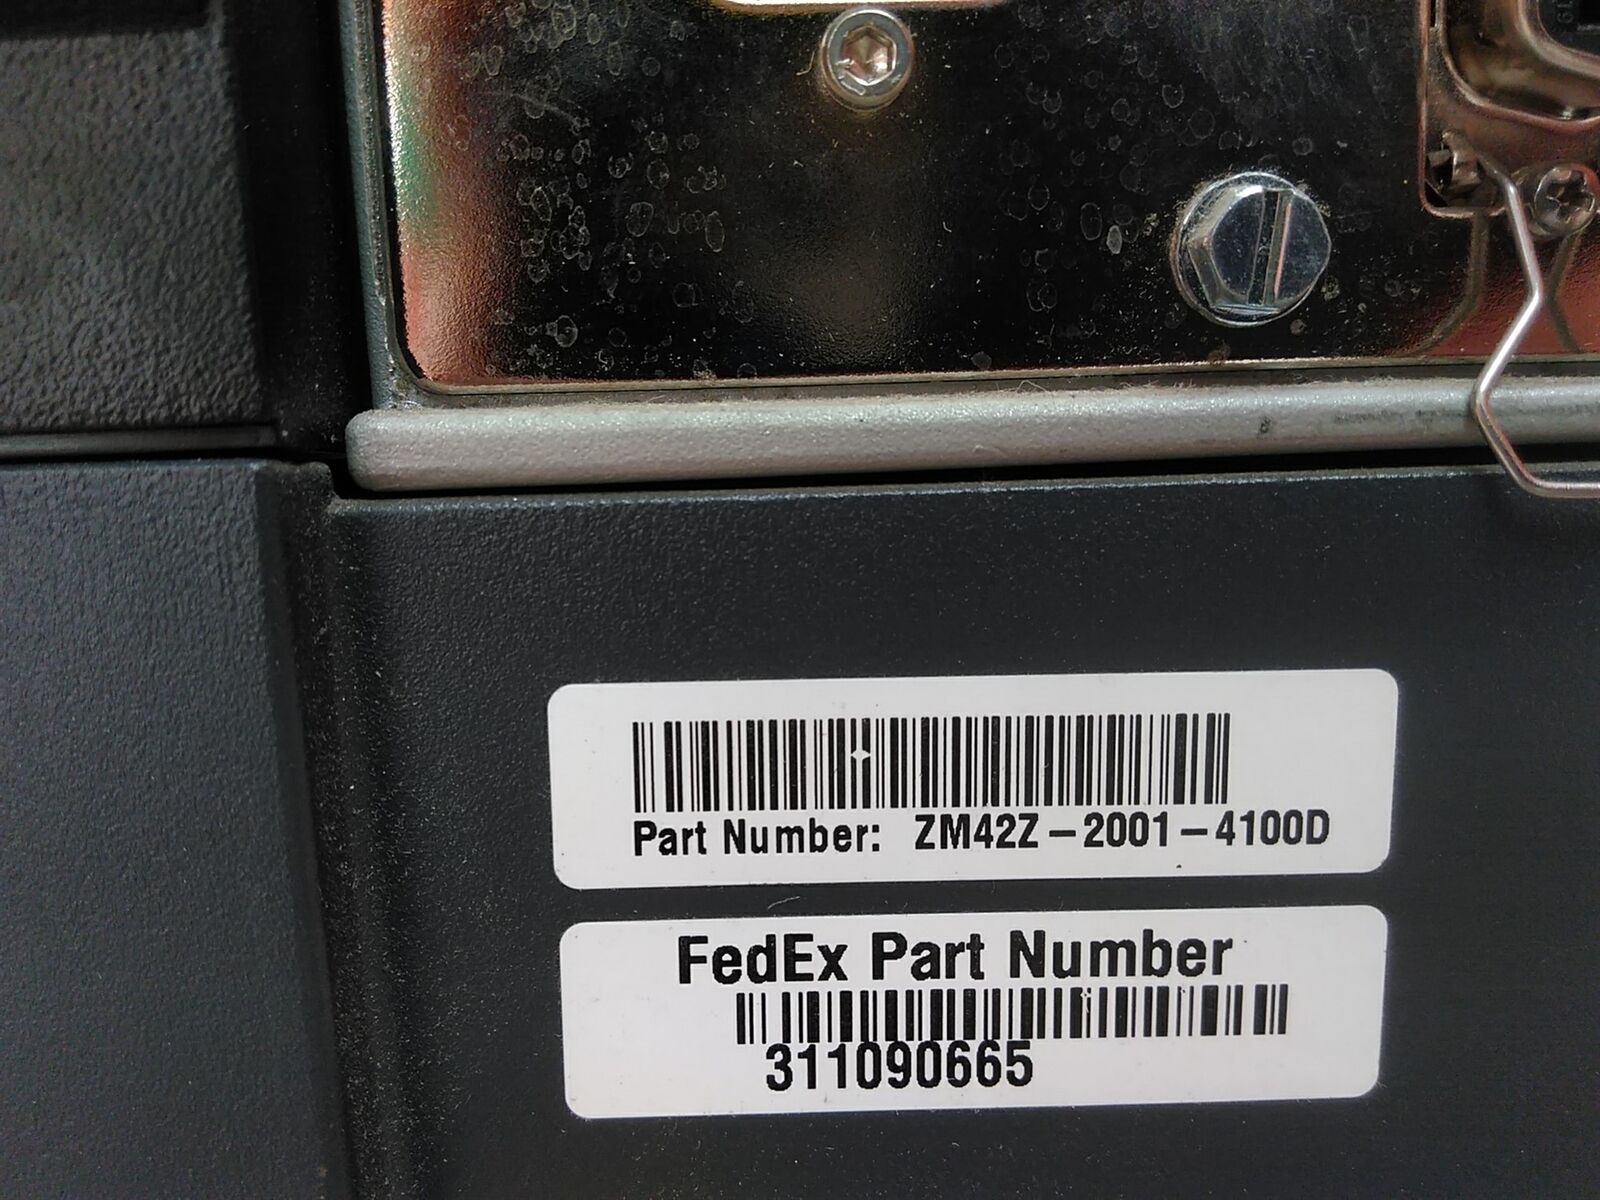 Part Number: ZM42Z-2001-4100D
FedEx Part Number
311090665